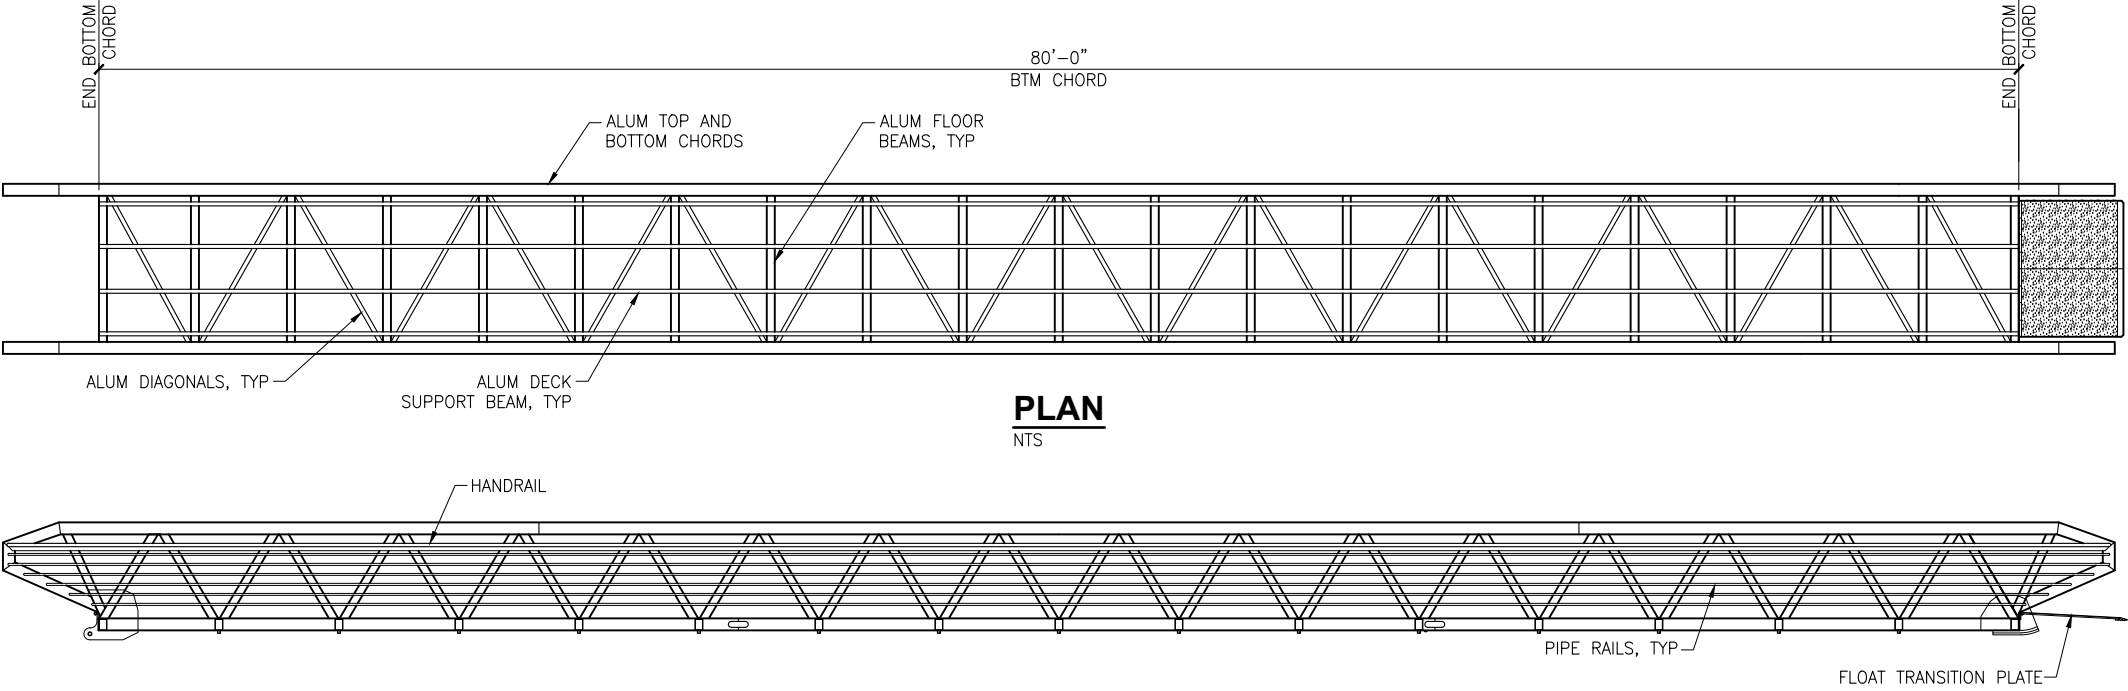 END BOTTOM
CHORD
80'-0"
BTM CHORD
END BOTTOM
CHORD
ALUM TOP AND
BOTTOM CHORDS
ALUM FLOOR
BEAMS, TYP
ALUM DIAGONALS, TYP
ALUM DECK
SUPPORT BEAM, TYP
PLAN
NTS
HANDRAIL
PIPE RAILS, TYP
FLOAT TRANSITION PLATE